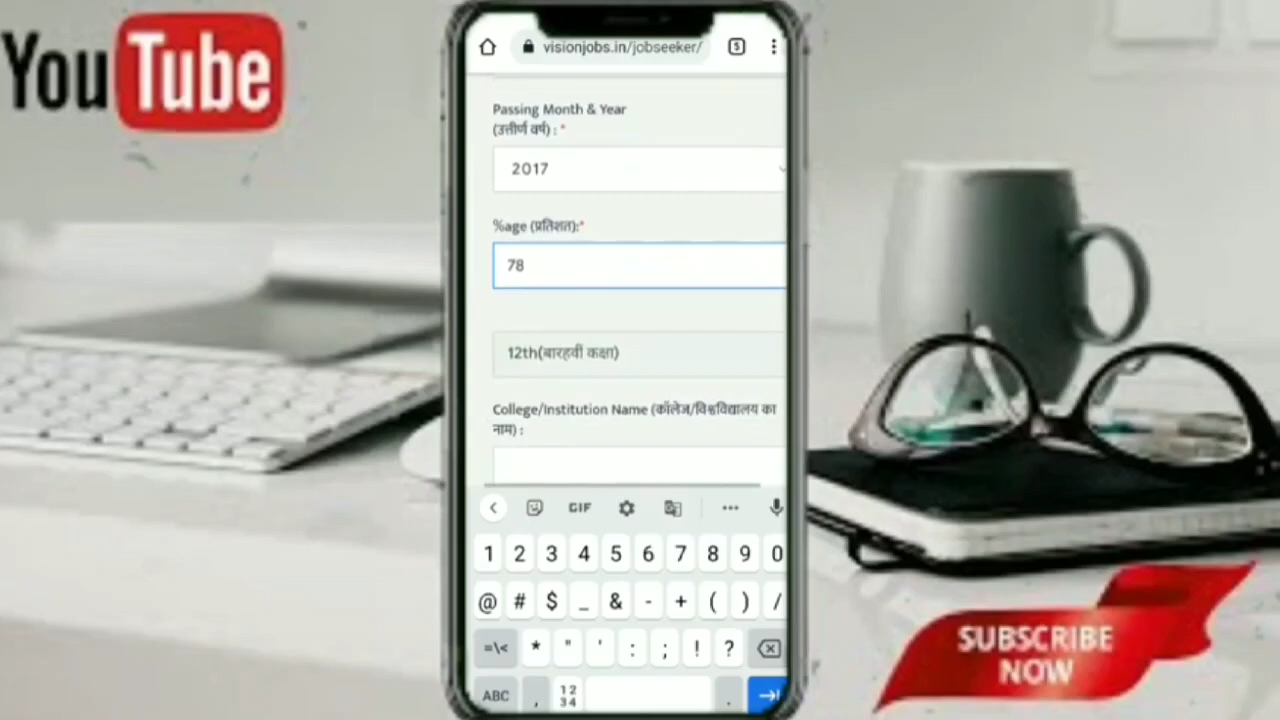 YouTube
visionjobs.in/jobseeker/
5
Passing Month & Year
(उत्तीर्ण वर्ष) : *
2017
%age (प्रतिशत):*
78
12th(बारहवीं कक्षा)
College/Institution Name (कॉलेज/विश्वविद्यालय का
नाम) :
GIF
1 2 3 4 5 6 7 8 9 0
@ # $ _ & - + ( ) /
=\< * " ' : ; ! ?
ABC , 12 .
34
SUBSCRIBE
NOW